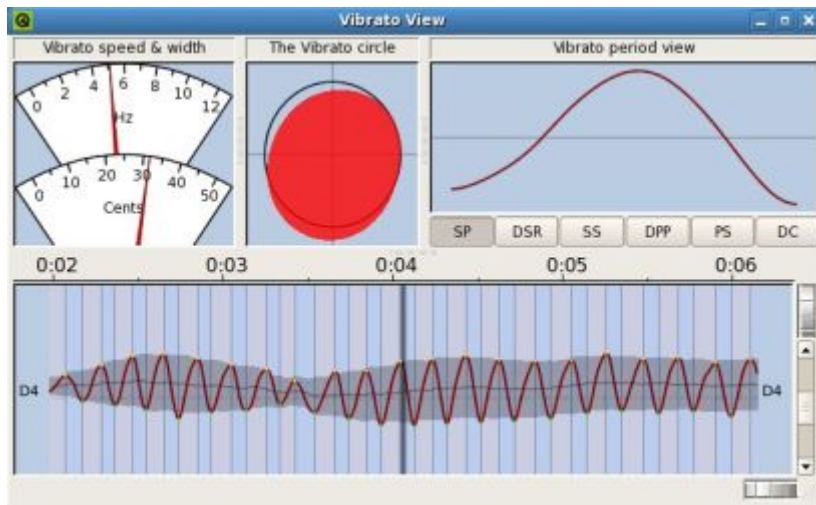 Vibrato View
Vibrato speed & width
The Vibrato circle
Vibrato period view
0 2 4 6 8 10 12
Hz
0 10 20 30 40 50
Cents
SP DSR SS DPP PS DC
0:02 0:03 0:04 0:05 0:06
D4 D4